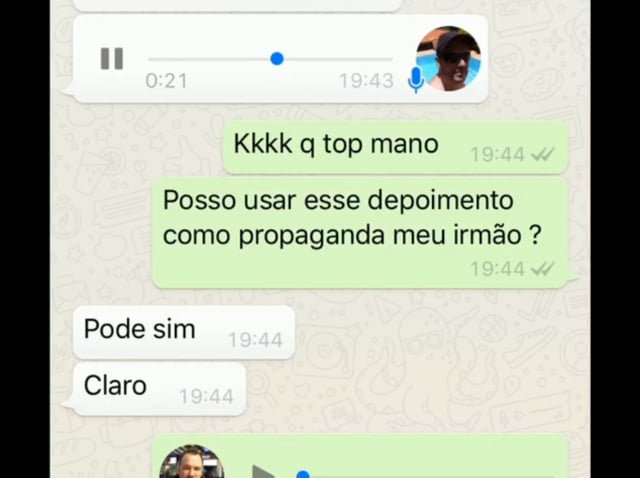 0:21 19:43
Kkkk q top mano 19:44
Posso usar esse depoimento
como propaganda meu irmão ?
19:44
Pode sim 19:44
Claro 19:44